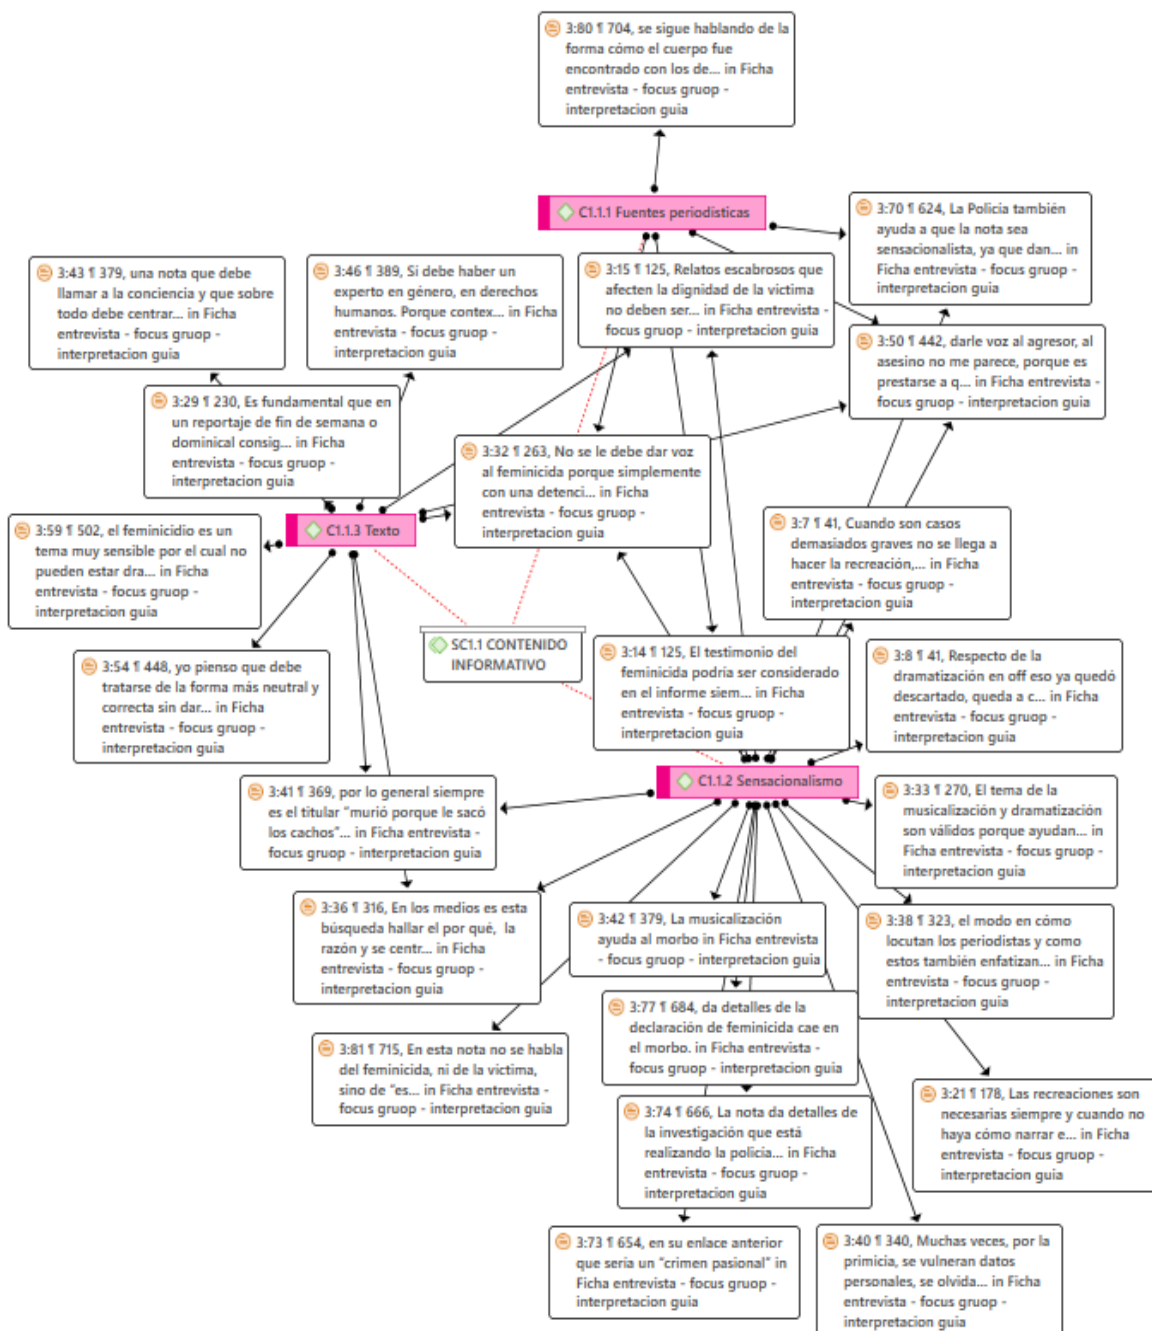 3:80 ¶ 704, se sigue hablando de la
forma cómo el cuerpo fue
encontrado con los de... in Ficha
entrevista - focus gruop -
interpretacion guia
C1.1.1 Fuentes periodísticas
3:70 ¶ 624, La Policia también
ayuda a que la nota sea
sensacionalista, ya que dan... in
Ficha entrevista - focus gruop -
interpretacion guia
3:43 ¶ 379, una nota que debe
llamar a la conciencia y que sobre
todo debe centrar... in Ficha
entrevista - focus gruop -
interpretacion guia
3:46 ¶ 389, Sí debe haber un
experto en género, en derechos
humanos. Porque contex... in Ficha
entrevista - focus gruop -
interpretacion guia
3:15 ¶ 125, Relatos escabrosos que
afecten la dignidad de la victima
no deben ser... in Ficha entrevista -
focus gruop - interpretacion guia
3:50 ¶ 442, darle voz al agresor, al
asesino no me parece, porque es
prestarse a q... in Ficha entrevista -
focus gruop - interpretacion guia
3:29 ¶ 230, Es fundamental que en
un reportaje de fin de semana o
dominical consig... in Ficha
entrevista - focus gruop -
interpretacion guia
3:32 ¶ 263, No se le debe dar voz
al feminicida porque simplemente
con una detenci... in Ficha
entrevista - focus gruop -
interpretacion guia
3:59 ¶ 502, el feminicidio es un
tema muy sensible por el cual no
pueden estar dra... in Ficha
entrevista - focus gruop -
interpretacion guia
C1.1.3 Texto
3:7 ¶ 41, Cuando son casos
demasiados graves no se llega a
hacer la recreación,... in Ficha
entrevista - focus gruop -
interpretacion guia
SC1.1 CONTENIDO
INFORMATIVO
3:54 ¶ 448, yo pienso que debe
tratarse de la forma más neutral y
correcta sin dar... in Ficha
entrevista - focus gruop -
interpretacion guia
3:14 ¶ 125, El testimonio del
feminicida podría ser considerado
en el informe siem... in Ficha
entrevista - focus gruop -
interpretacion guia
3:8 ¶ 41, Respecto de la
dramatización en off eso ya quedó
descartado, queda a c... in Ficha
entrevista - focus gruop -
interpretacion guia
C1.1.2 Sensacionalismo
3:41 ¶ 369, por lo general siempre
es el titular "murió porque le sacó
los cachos"... in Ficha entrevista -
focus gruop - interpretacion guia
3:33 ¶ 270, El tema de la
musicalización y dramatización
son válidos porque ayudan... in
Ficha entrevista - focus gruop -
interpretacion guia
3:36 ¶ 316, En los medios es esta
búsqueda hallar el por qué, la
razón y se centr... in Ficha
entrevista - focus gruop -
interpretacion guia
3:42 ¶ 379, La musicalización
ayuda al morbo in Ficha entrevista
- focus gruop - interpretacion guia
3:38 ¶ 323, el modo en cómo
locutan los periodistas y como
estos también enfatizan... in Ficha
entrevista - focus gruop -
interpretacion guia
3:77 ¶ 684, da detalles de la
declaración de feminicida cae en
el morbo. in Ficha entrevista -
focus gruop - interpretacion guia
3:81 ¶ 715, En esta nota no se habla
del feminicida, ni de la victima,
sino de "es... in Ficha entrevista -
focus gruop - interpretacion guia
3:21 ¶ 178, Las recreaciones son
necesarias siempre y cuando no
haya cómo narrar e... in Ficha
entrevista - focus gruop -
interpretacion guia
3:74 ¶ 666, La nota da detalles de
la investigación que está
realizando la policía... in Ficha
entrevista - focus gruop -
interpretacion guia
3:73 ¶ 654, en su enlace anterior
que sería un "crimen pasional" in
Ficha entrevista - focus gruop -
interpretacion guia
3:40 ¶ 340, Muchas veces, por la
primicia, se vulneran datos
personales, se olvida... in Ficha
entrevista - focus gruop -
interpretacion guia